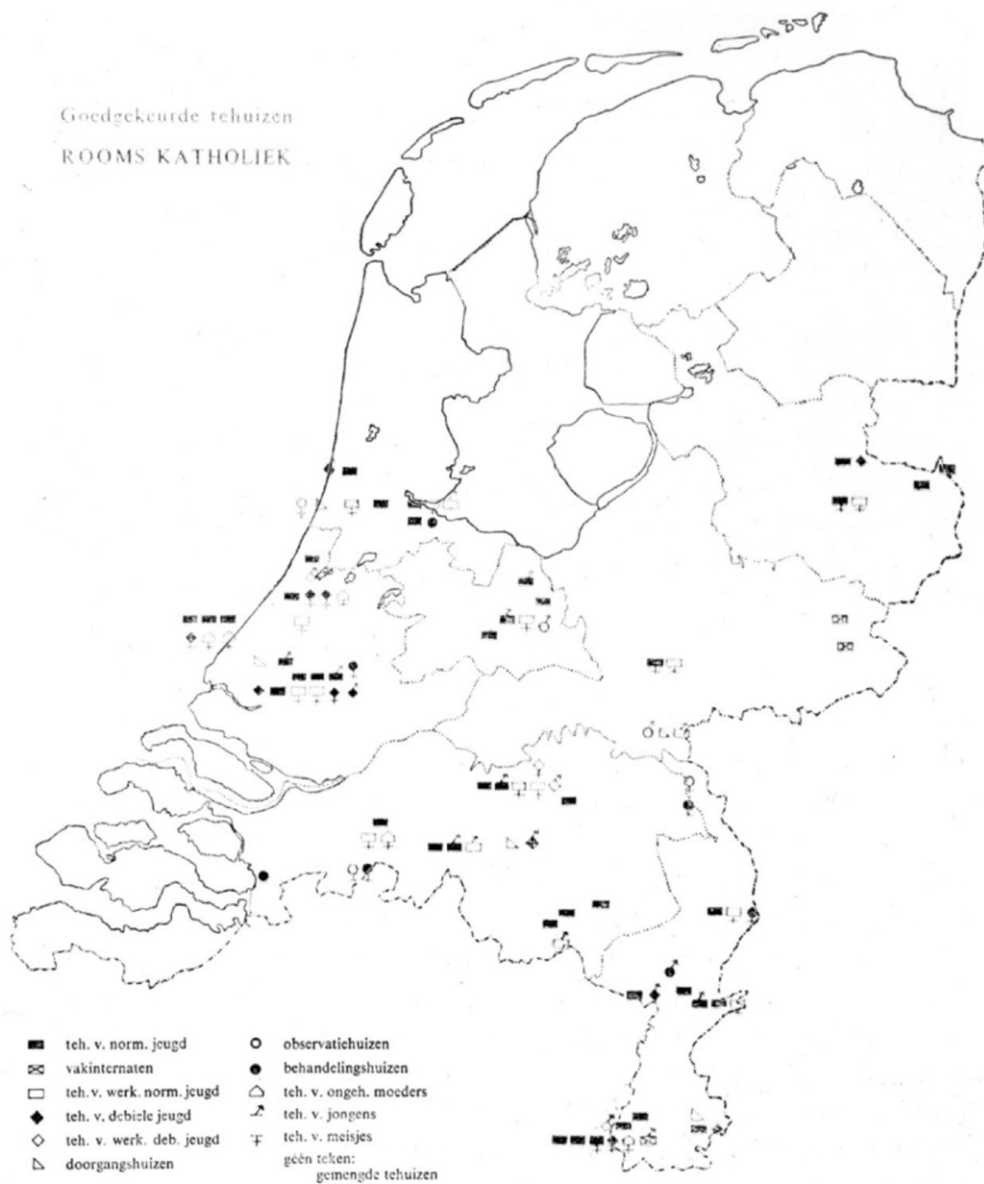 Goedgekeurde tehuizen
ROOMS KATHOLIEK
teh. v. norm. jeugd
vakinternaten
teh. v. werk. norm. jeugd
teh. v. debiele jeugd
teh. v. werk. deb. jeugd
doorgangshuizen
observatiehuizen
behandelingshuizen
teh. v. ongeh. moeders
teh. v. jongens
teh. v. meisjes
géén teken:
gemengde tehuizen